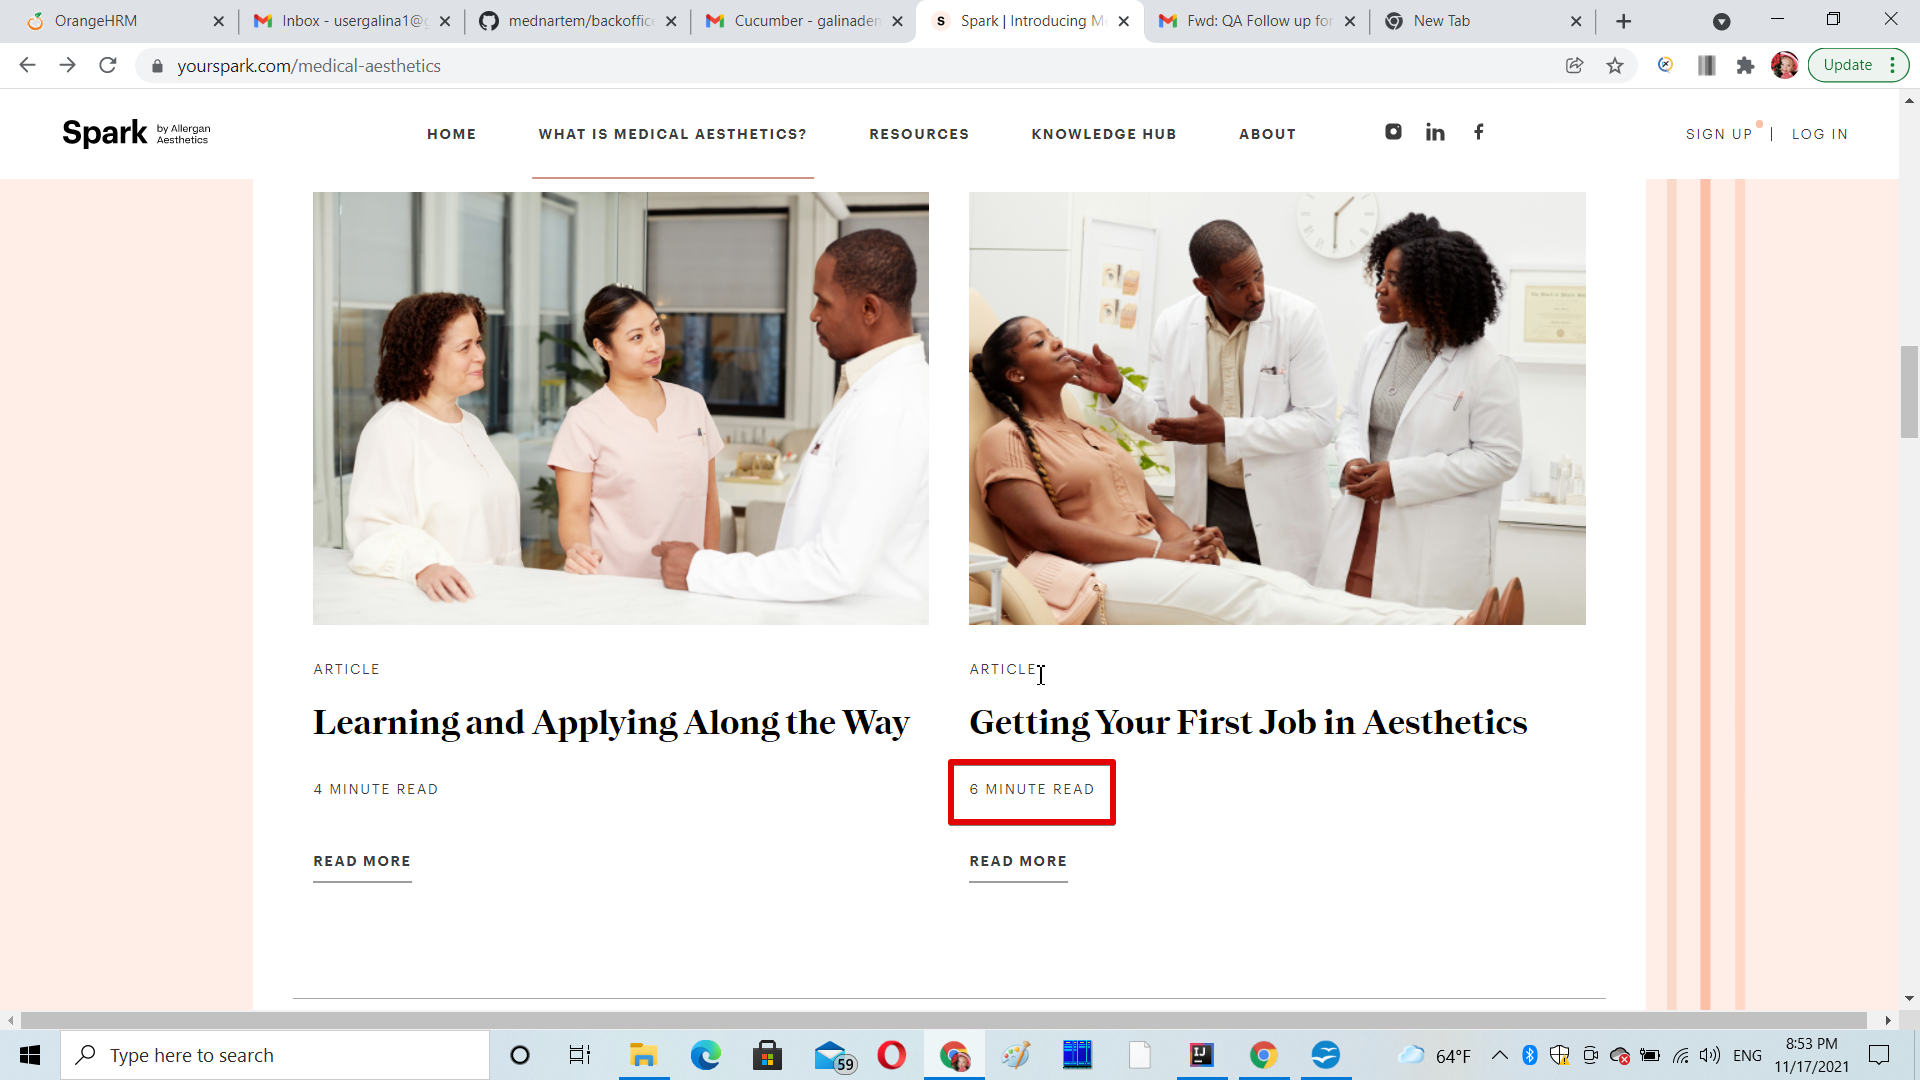 OrangeHRM
Inbox - usergalina1@g
mednartem/backoffice
Cucumber - galinaden
Spark | Introducing M
Fwd: QA Follow up for
New Tab
yourspark.com/medical-aesthetics
Update
Spark by Allergan Aesthetics
HOME
WHAT IS MEDICAL AESTHETICS?
RESOURCES
KNOWLEDGE HUB
ABOUT
SIGN UP | LOG IN
ARTICLE
Learning and Applying Along the Way
4 MINUTE READ
READ MORE
ARTICLE
Getting Your First Job in Aesthetics
6 MINUTE READ
READ MORE
Type here to search
59
64°F
ENG
8:53 PM
11/17/2021